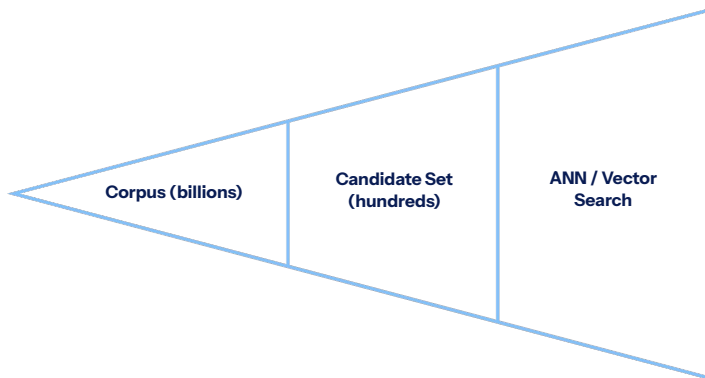 Corpus (billions)
Candidate Set
(hundreds)
ANN / Vector
Search